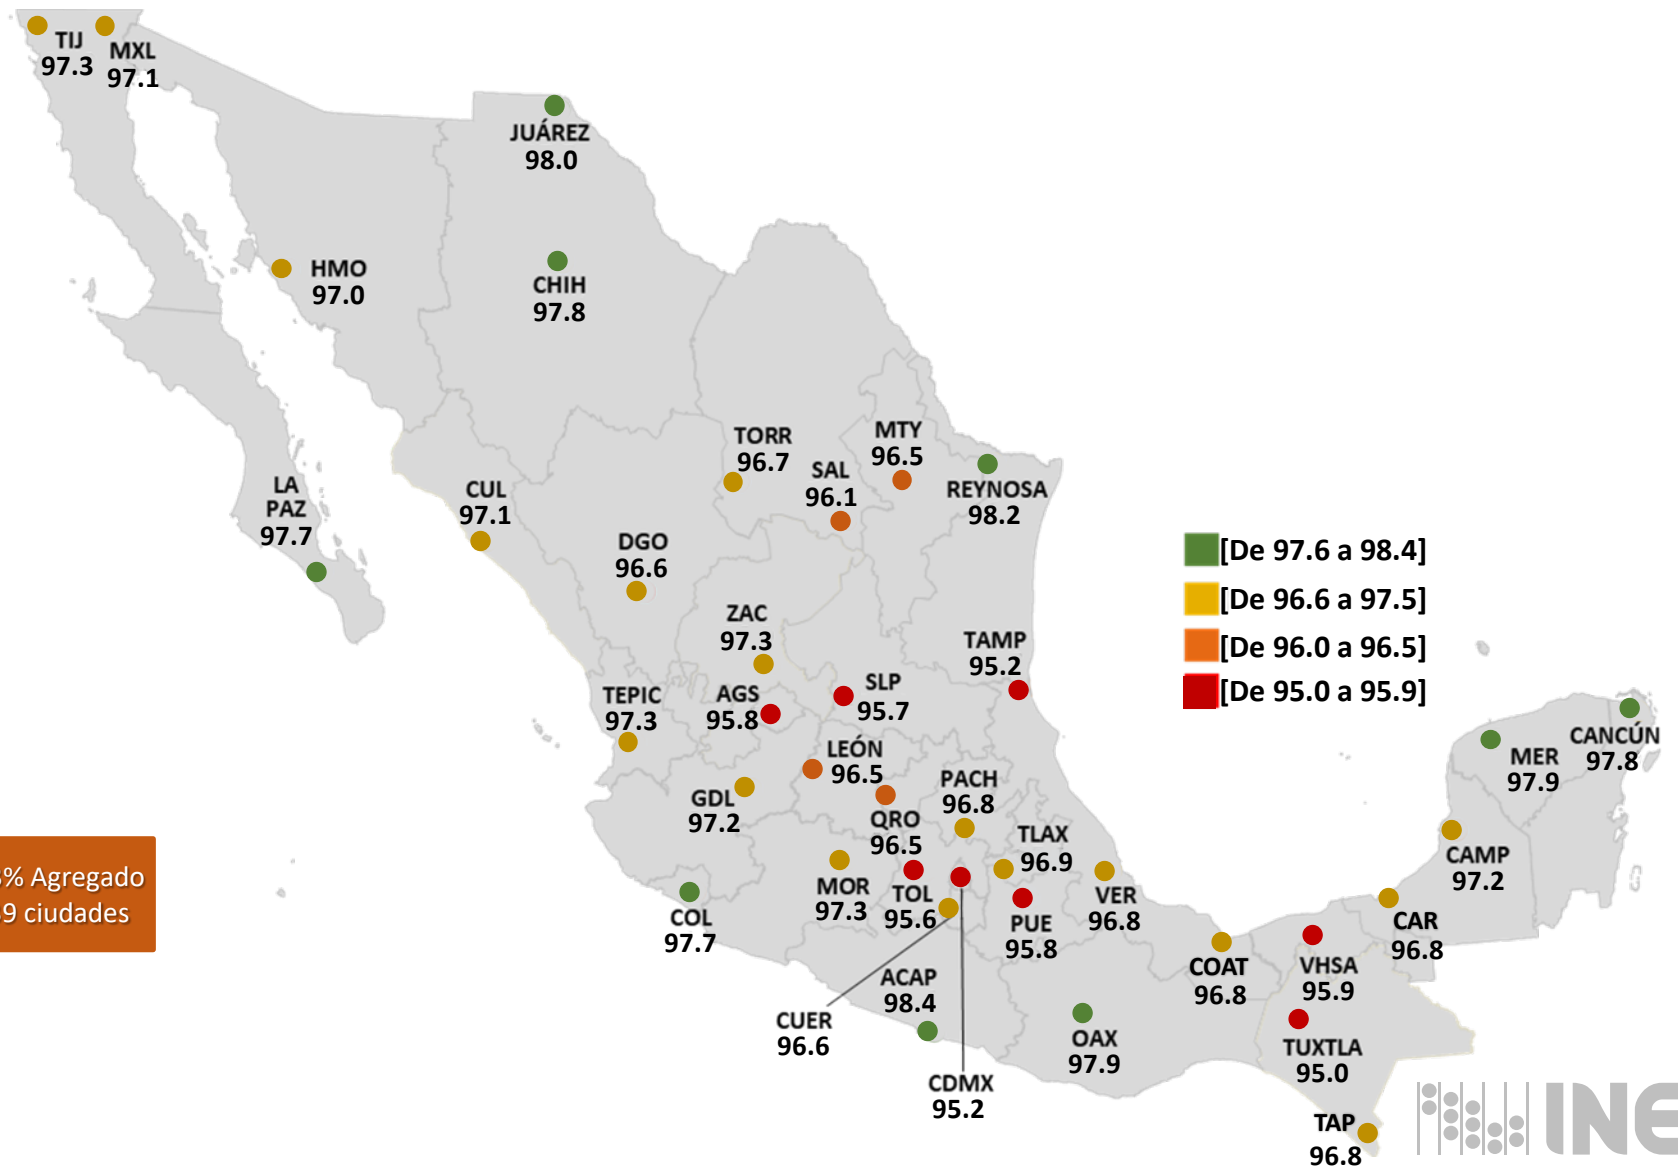 TIJ
97.3
MXL
97.1
JUÁREZ
98.0
HMO
97.0
CHIH
97.8
TORR
96.7
MTY
96.5
SAL
96.1
REYNOSA
98.2
LA
PAZ
97.7
CUL
97.1
DGO
96.6
[De 97.6 a 98.4]
[De 96.6 a 97.5]
[De 96.0 a 96.5]
[De 95.0 a 95.9]
ZAC
97.3
TAMP
95.2
TEPIC
97.3
AGS
95.8
SLP
95.7
LEÓN
96.5
PACH
96.8
CANCÚN
97.8
MER
97.9
GDL
97.2
QRO
96.5
TLAX
96.9
CAMP
97.2
% Agregado
9 ciudades
MOR
97.3
TOL
95.6
VER
96.8
PUE
95.8
COL
97.7
CAR
96.8
COAT
96.8
VHSA
95.9
ACAP
98.4
CUER
96.6
OAX
97.9
TUXTLA
95.0
CDMX
95.2
TAP
96.8
INE